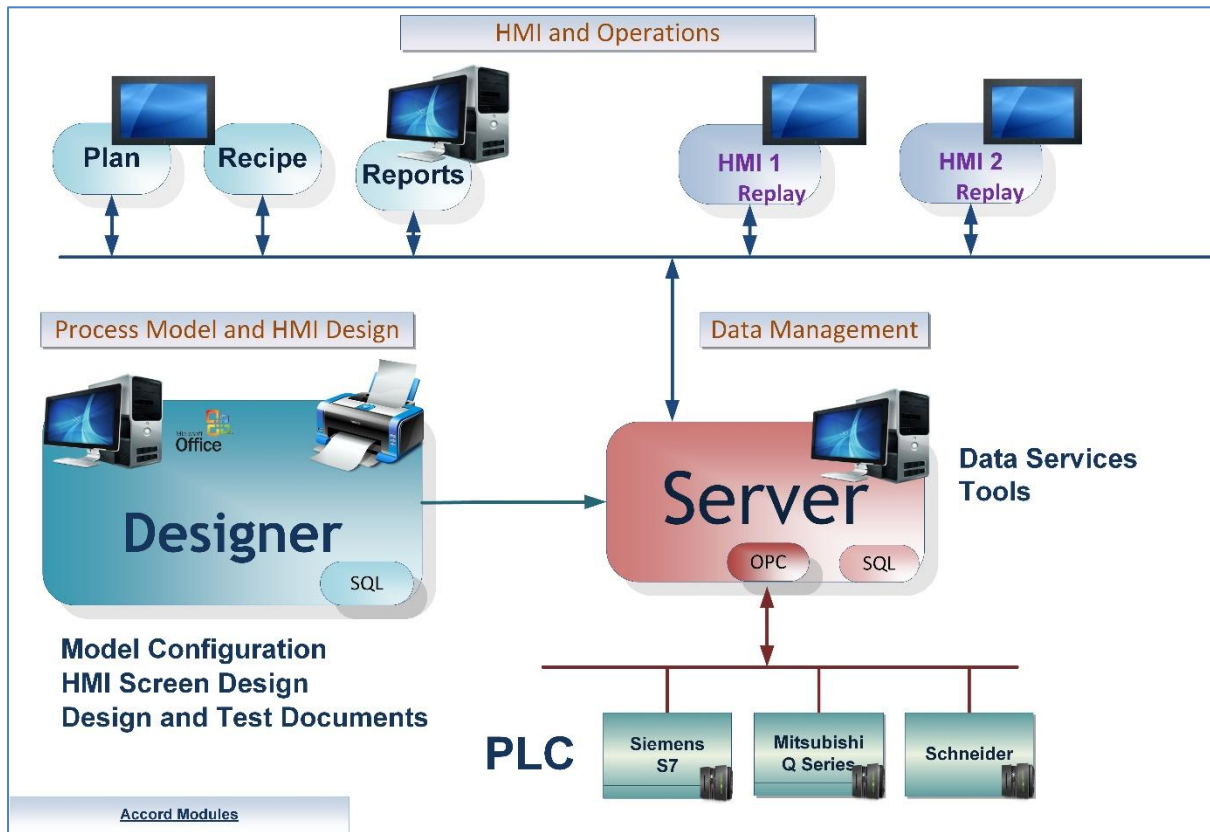 HMI and Operations
Plan
Recipe
Reports
HMI 1
Replay
HMI 2
Replay
Process Model and HMI Design
Data Management
Microsoft
Office
Designer
SQL
Server
OPC
SQL
Data Services
Tools
Model Configuration
HMI Screen Design
Design and Test Documents
PLC
Siemens
S7
Mitsubishi
Q Series
Schneider
Accord Modules